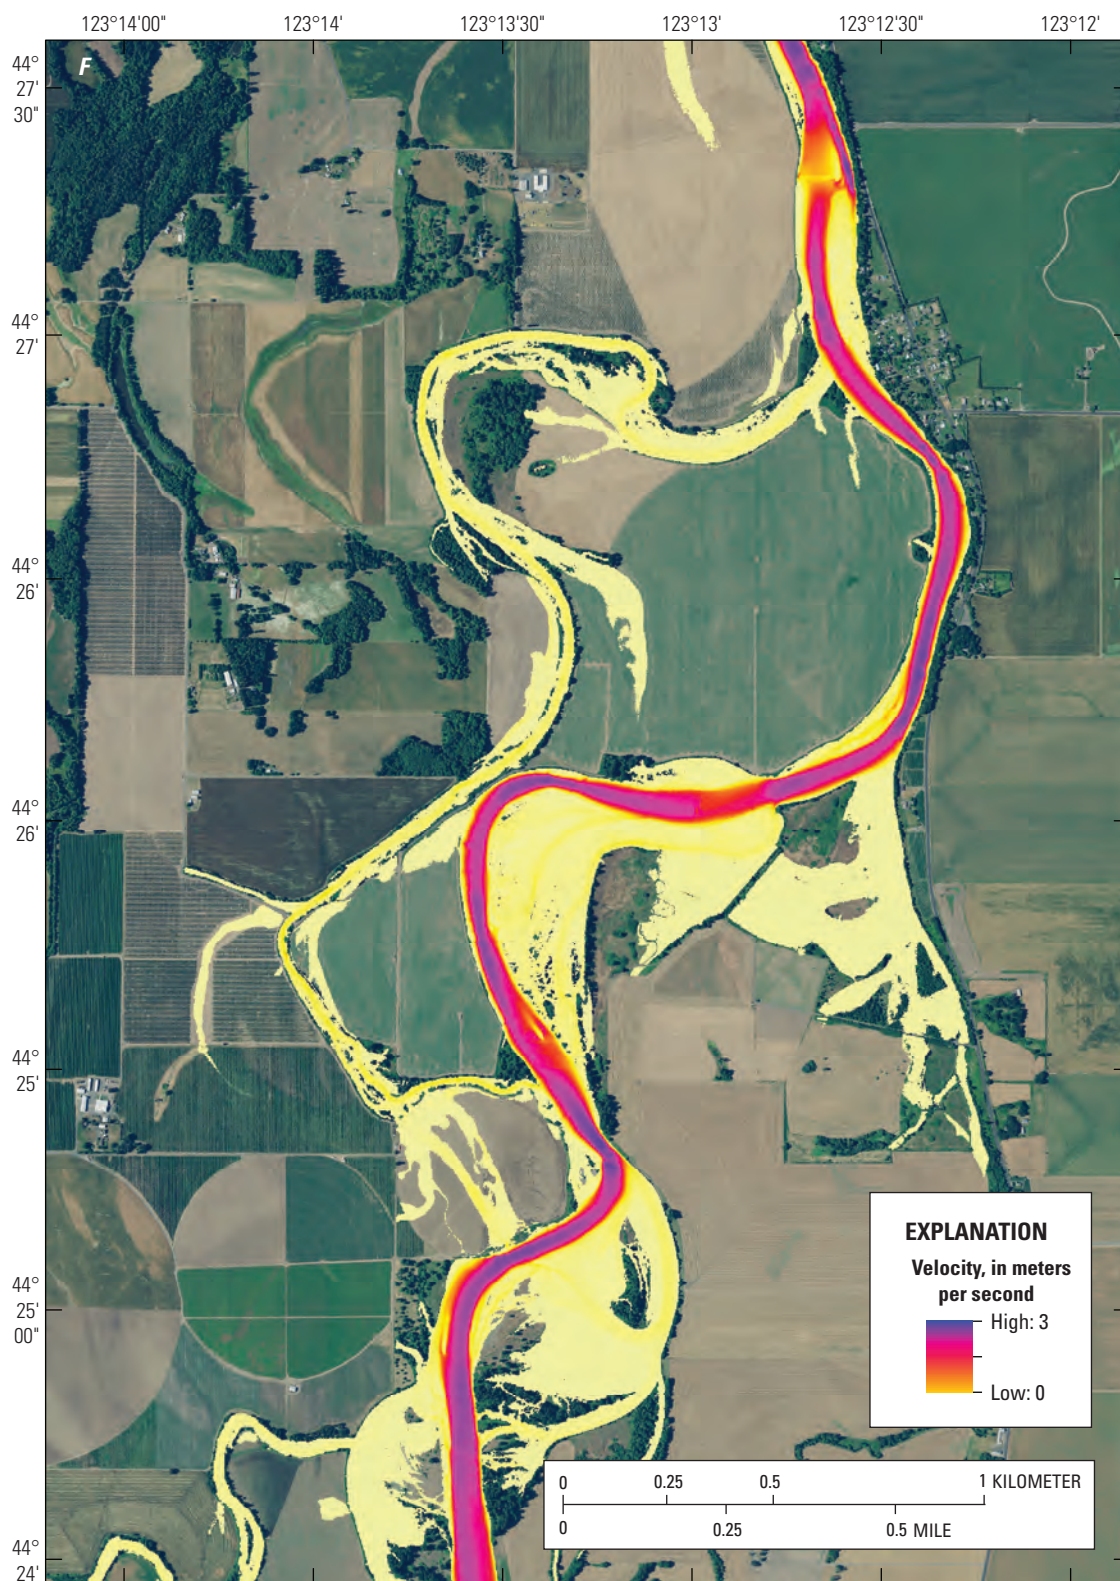 123°14'00" 123°14' 123°13'30" 123°13' 123°12'30" 123°12'
F
44°
27'
30"
44°
27'
44°
26'
44°
26'
44°
25'
44°
25'
00"
44°
24'
EXPLANATION
Velocity, in meters
per second
High: 3
Low: 0
0 0.25 0.5 1 KILOMETER
0 0.25 0.5 MILE